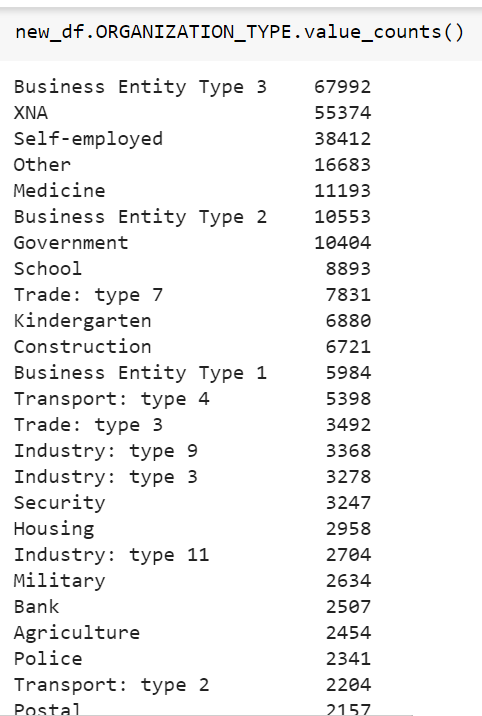 new_df.ORGANIZATION_TYPE.value_counts()
Business Entity Type 3 67992
XNA 55374
Self-employed 38412
Other 16683
Medicine 11193
Business Entity Type 2 10553
Government 10404
School 8893
Trade: type 7 7831
Kindergarten 6880
Construction 6721
Business Entity Type 1 5984
Transport: type 4 5398
Trade: type 3 3492
Industry: type 9 3368
Industry: type 3 3278
Security 3247
Housing 2958
Industry: type 11 2704
Military 2634
Bank 2507
Agriculture 2454
Police 2341
Transport: type 2 2204
Postal 2157